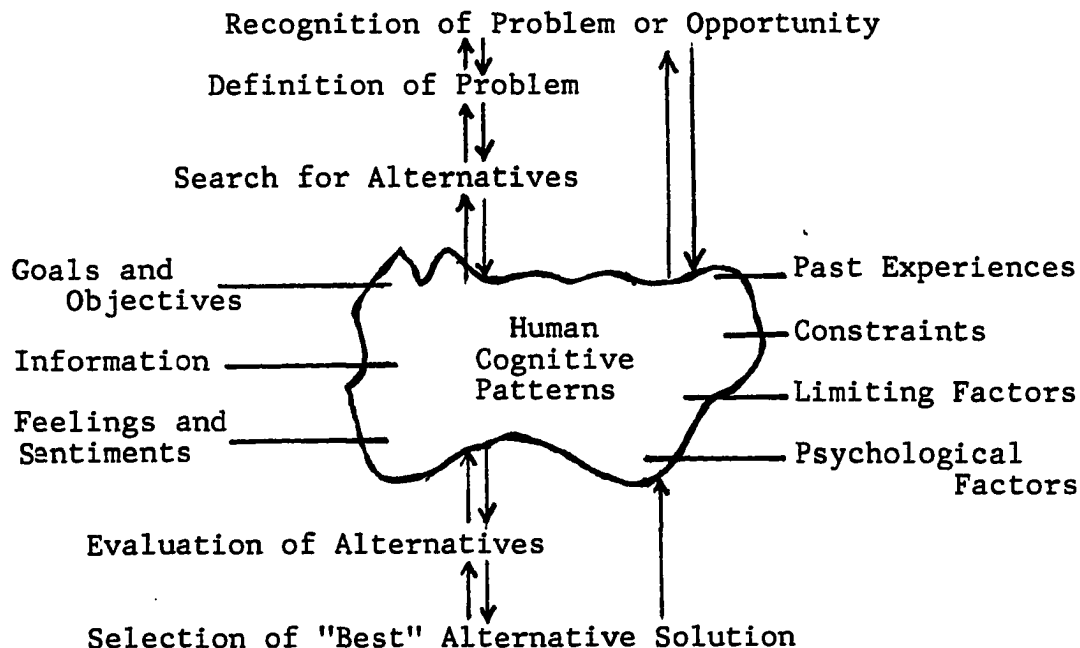 Recognition of Problem or Opportunity
Definition of Problem
Search for Alternatives
Goals and
Objectives
Information
Feelings and
Sentiments
Human
Cognitive
Patterns
Past Experiences
Constraints
Limiting Factors
Psychological
Factors
Evaluation of Alternatives
Selection of "Best" Alternative Solution